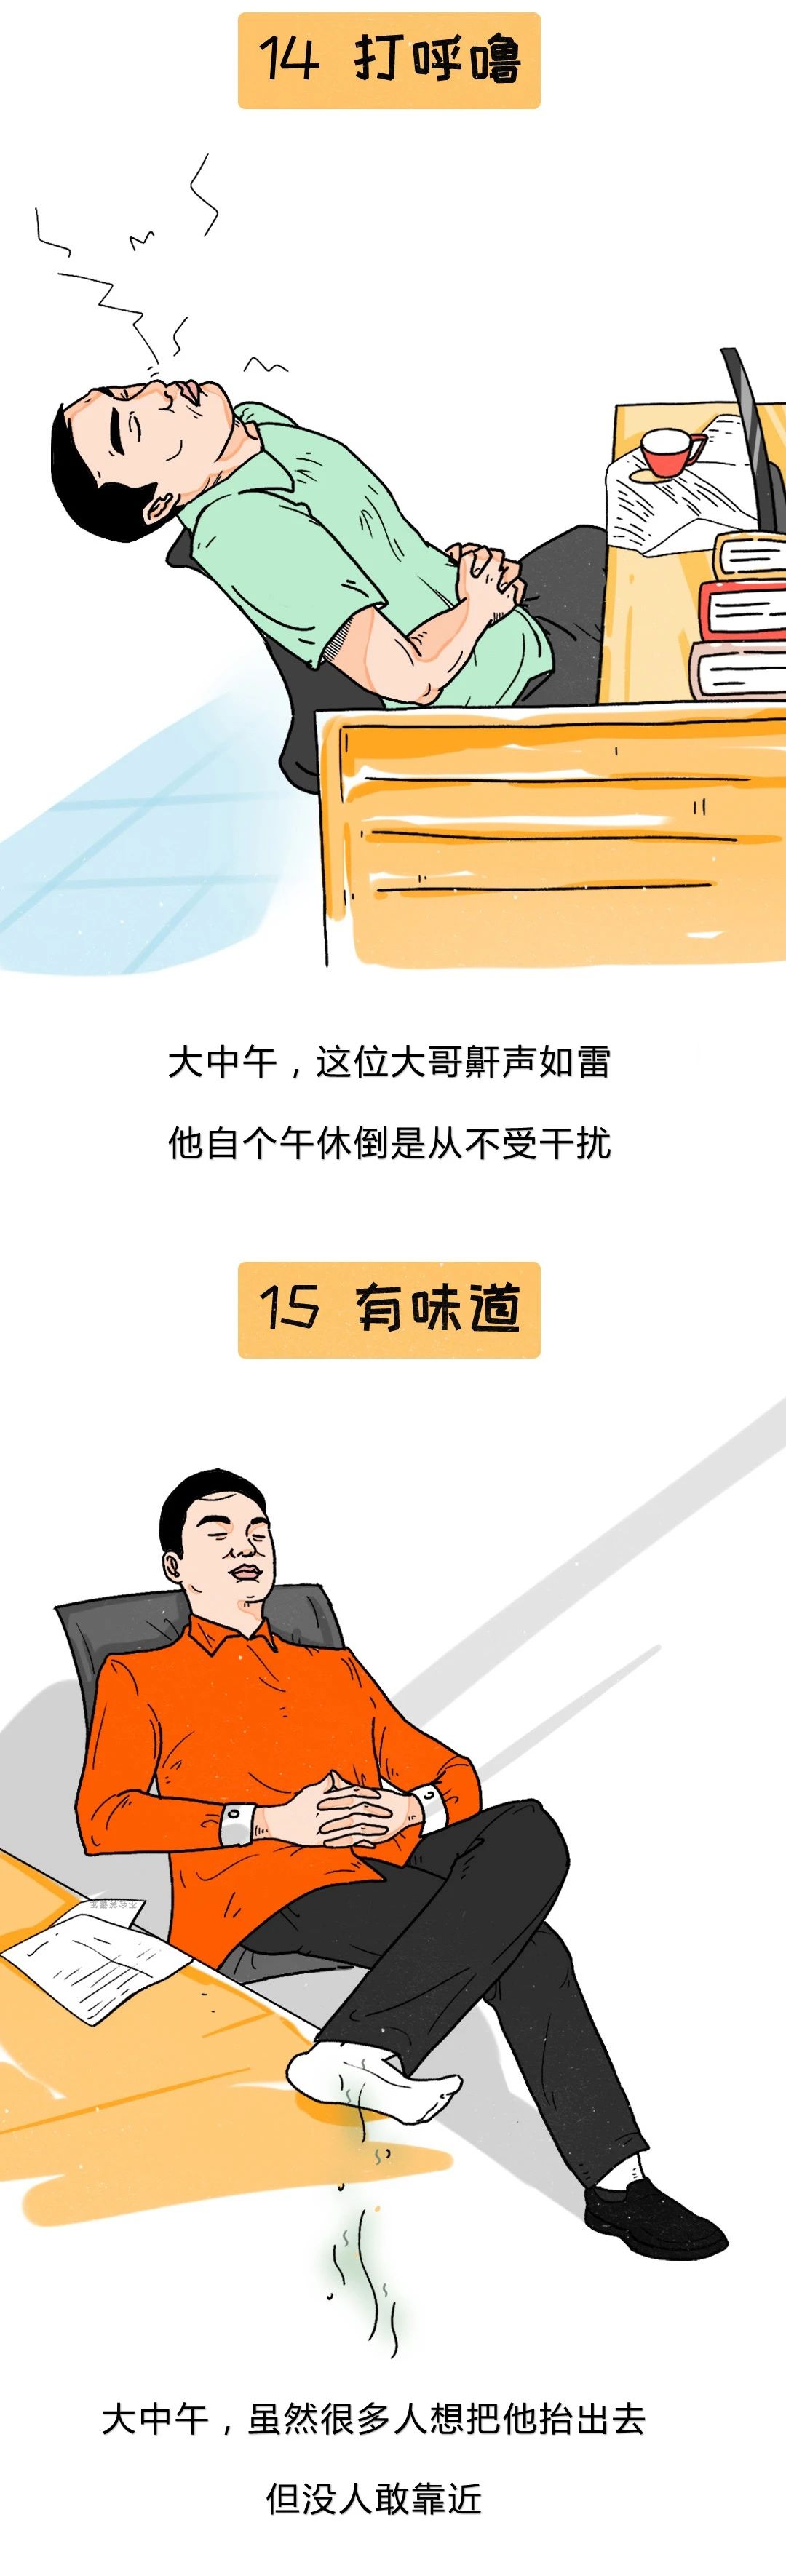 14 打呼噜
大中午，这位大哥鼾声如雷
他自个午休倒是从不受干扰
15 有味道
大中午，虽然很多人想把他抬出去
但没人敢靠近